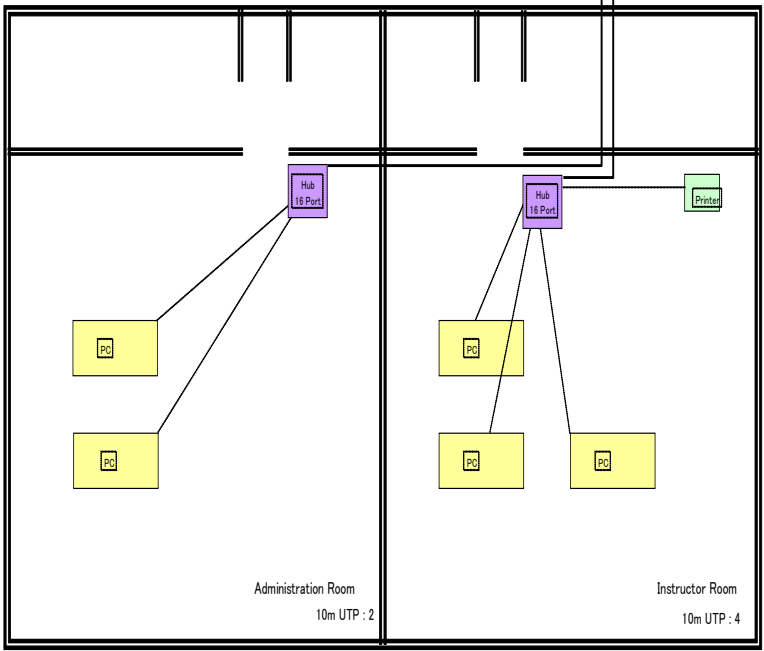 Hub
16 Port
Hub
16 Port
Printer
PC
PC
PC
PC
PC
Administration Room
10m UTP : 2
Instructor Room
10m UTP : 4